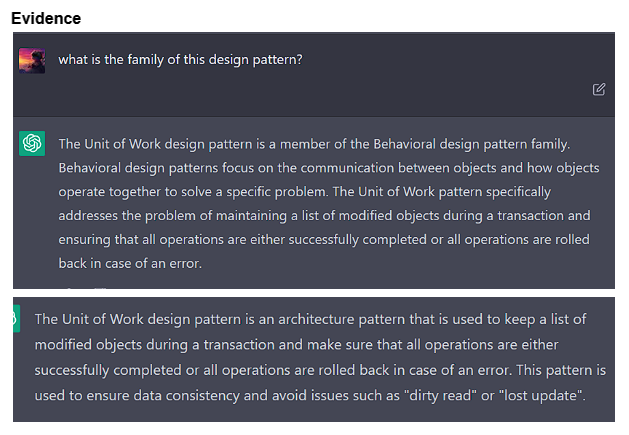 Evidence
what is the family of this design pattern?
The Unit of Work design pattern is a member of the Behavioral design pattern family.
Behavioral design patterns focus on the communication between objects and how objects
operate together to solve a specific problem. The Unit of Work pattern specifically
addresses the problem of maintaining a list of modified objects during a transaction and
ensuring that all operations are either successfully completed or all operations are rolled
back in case of an error.
The Unit of Work design pattern is an architecture pattern that is used to keep a list of
modified objects during a transaction and make sure that all operations are either
successfully completed or all operations are rolled back in case of an error. This pattern is
used to ensure data consistency and avoid issues such as "dirty read" or "lost update".